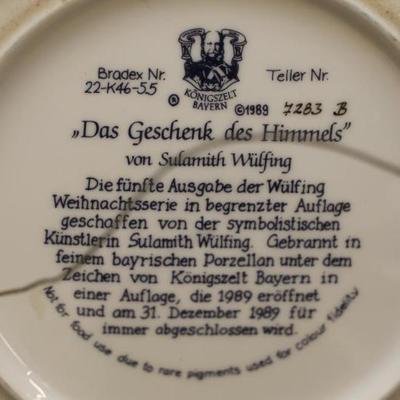 Bradex Nr.
22-K46-5.5
KÖNIGSZELT
BAYERN
®
©1989
Teller Nr.
7283 B
„Das Geschenk des Himmels”
von Sulamith Wülfing
Die fünfte Ausgabe der Wülfing
Weihnachtsserie in begrenzter Auflage
geschaffen von der symbolistischen
Künstlerin Sulamith Wülfing. Gebrannt in
feinem bayrischen Porzellan unter dem
Zeichen von Königszelt Bayern in
einer Auflage, die 1989 eröffnet
und am 31. Dezember 1989 für
immer abgeschlossen wird.
Not for food use due to rare pigments used for colour fidelity